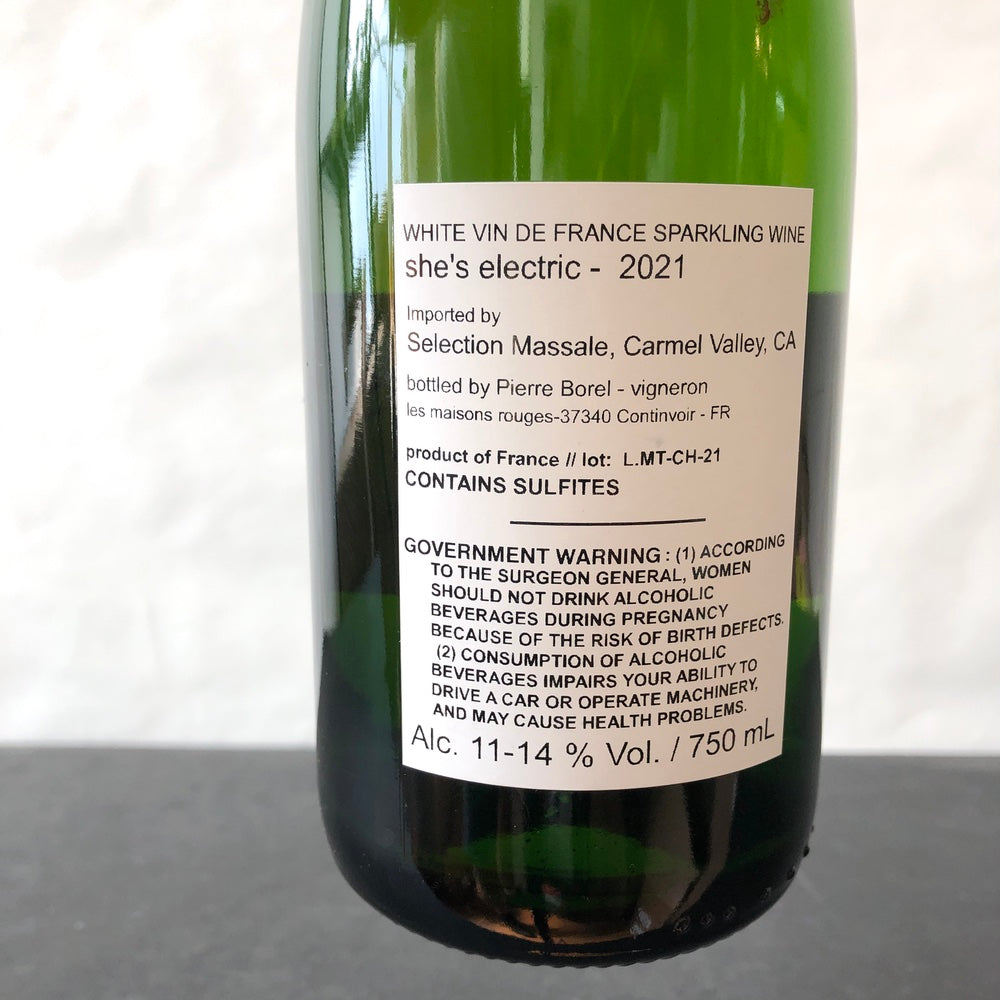 WHITE VIN DE FRANCE SPARKLING WINE
she's electric - 2021
Imported by
Selection Massale, Carmel Valley, CA
bottled by Pierre Borel - vigneron
les maisons rouges-37340 Continvoir - FR
product of France // lot: L.MT-CH-21
CONTAINS SULFITES
GOVERNMENT WARNING : (1) ACCORDING
TO THE SURGEON GENERAL, WOMEN
SHOULD NOT DRINK ALCOHOLIC
BEVERAGES DURING PREGNANCY
BECAUSE OF THE RISK OF BIRTH DEFECTS.
(2) CONSUMPTION OF ALCOHOLIC
BEVERAGES IMPAIRS YOUR ABILITY TO
DRIVE A CAR OR OPERATE MACHINERY,
AND MAY CAUSE HEALTH PROBLEMS.
Alc. 11-14 % Vol. / 750 mL